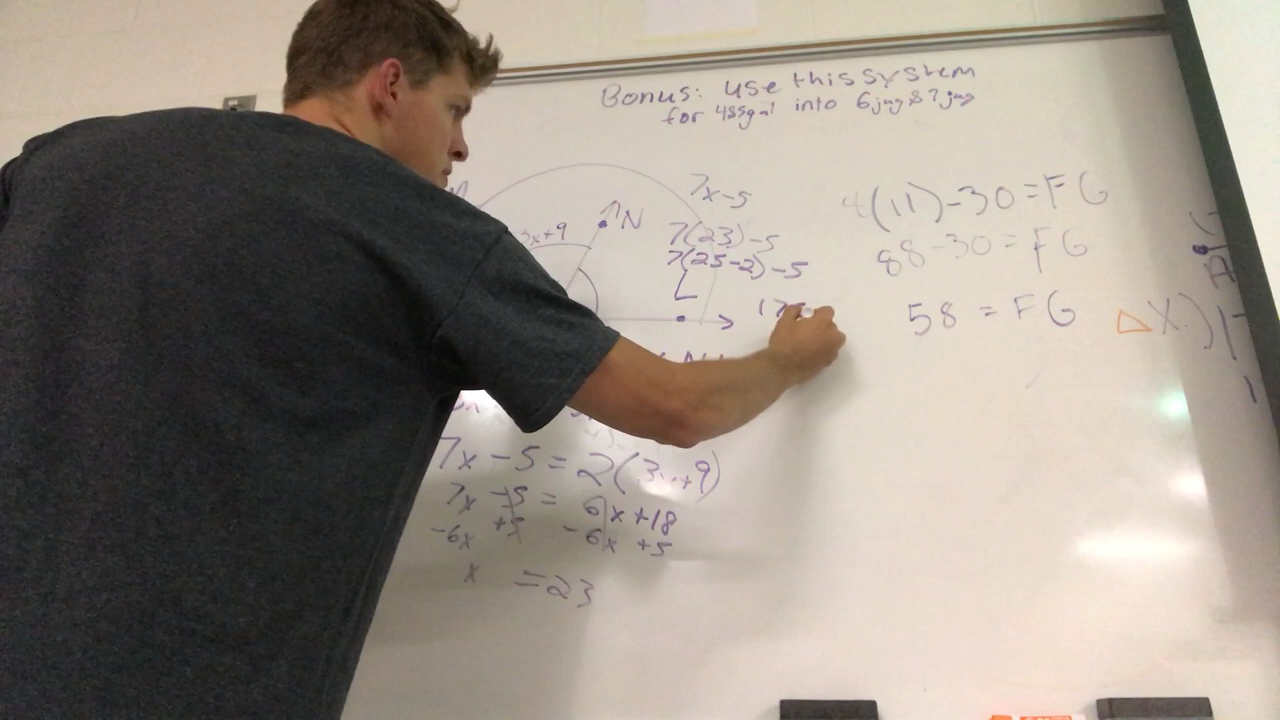 Bonus: use this system
for 485gal into 6jug & 7jug
7x-5
3x+9
N
7(23)-5
7(25-2)-5
L
4(11)-30=FG
88-30=FG
58=FG
△X
7x-5=2(3x+9)
7x-5=6x+18
-6x +5 -6x +5
x =23